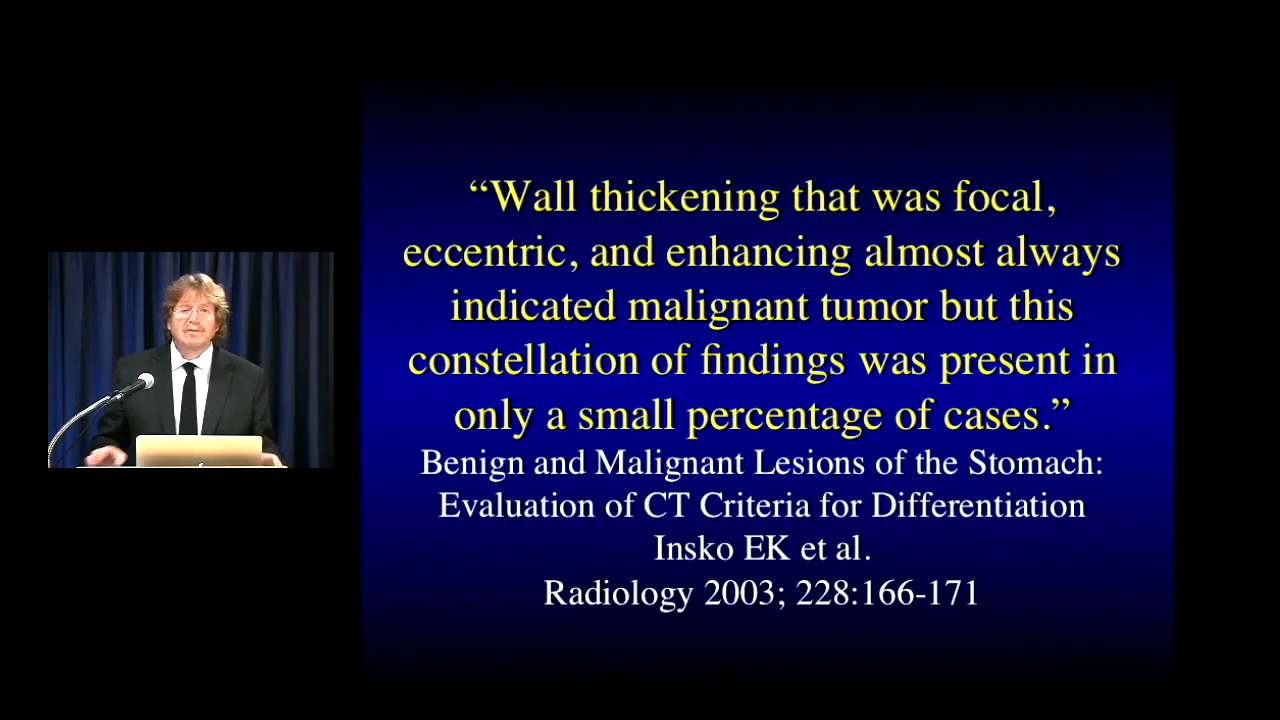 “Wall thickening that was focal,
eccentric, and enhancing almost always
indicated malignant tumor but this
constellation of findings was present in
only a small percentage of cases.”
Benign and Malignant Lesions of the Stomach:
Evaluation of CT Criteria for Differentiation
Insko EK et al.
Radiology 2003; 228:166-171